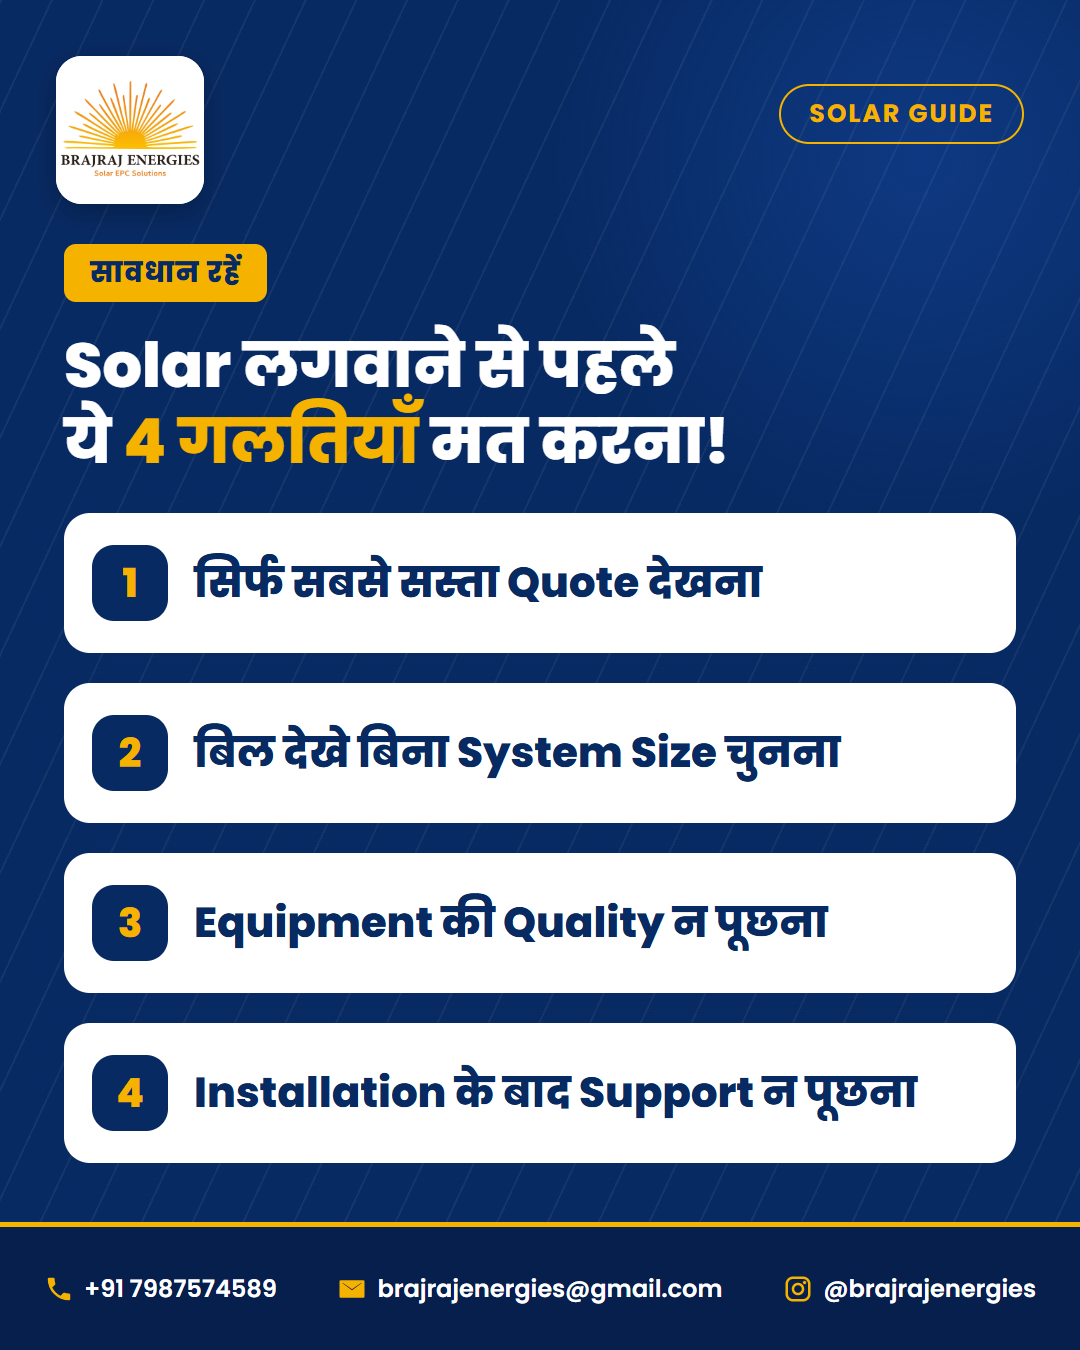 BRAJRAJ ENERGIES
Solar EPC Solutions
SOLAR GUIDE
सावधान रहें
Solar लगवाने से पहले
ये 4 गलतियाँ मत करना!
1 सिर्फ सबसे सस्ता Quote देखना
2 बिल देखे बिना System Size चुनना
3 Equipment की Quality न पूछना
4 Installation के बाद Support न पूछना
+91 7987574589 brajrajenergies@gmail.com @brajrajenergies